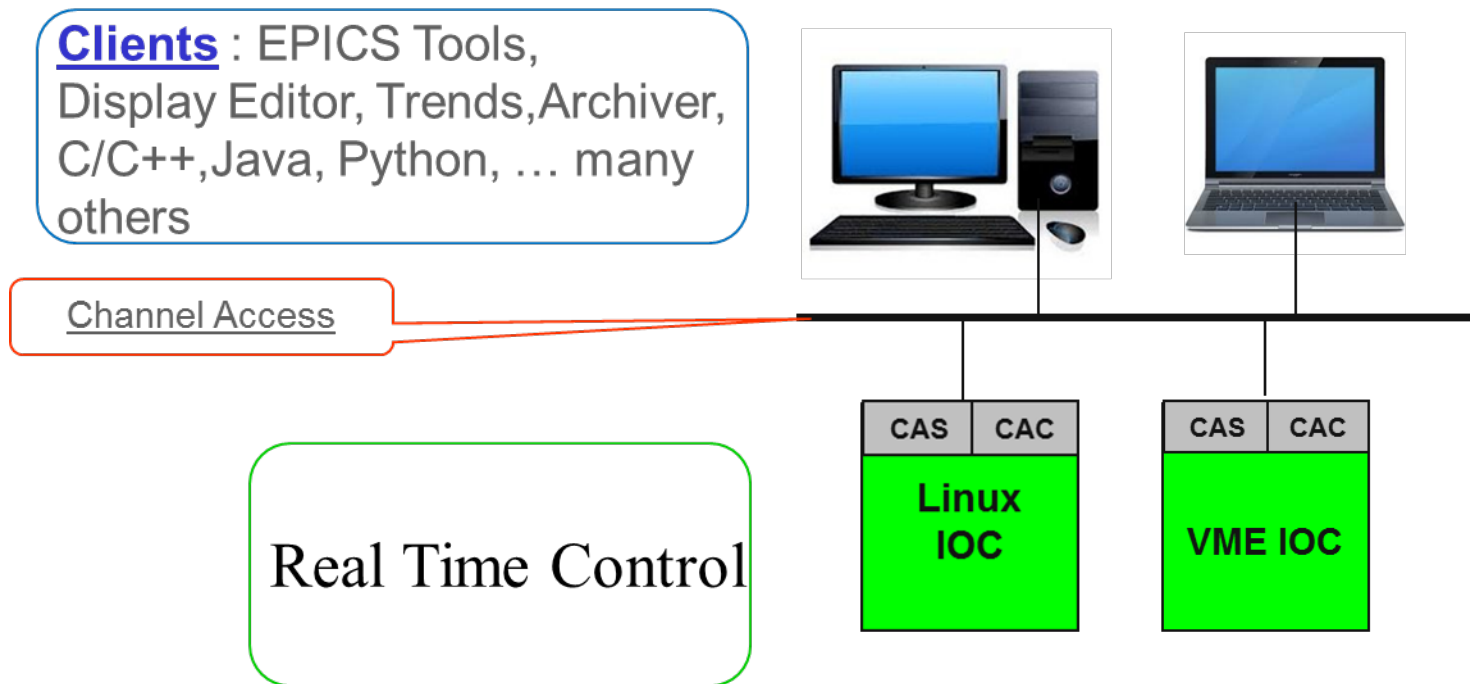 Clients : EPICS Tools,
Display Editor, Trends,Archiver,
C/C++,Java, Python, … many
others
Channel Access
CAS CAC
Linux
IOC
CAS CAC
VME IOC
Real Time Control